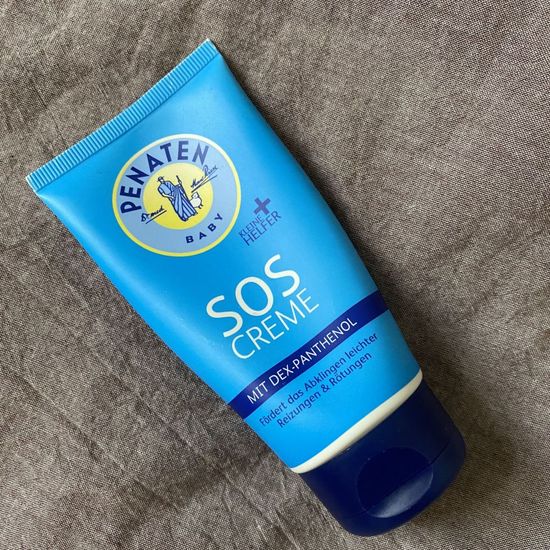 PENATEN
BABY
KLEINE
HELFER
SOS
CREME
MIT DEX-PANTHENOL
Fördert das Abklingen leichter
Reizungen & Rötungen